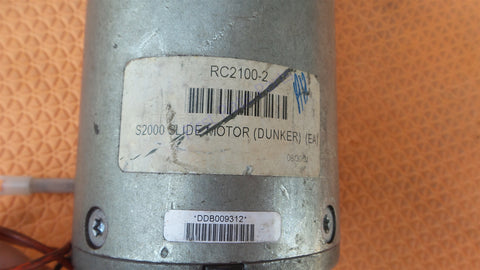 RC2100-2
S2000 SLIDE MOTOR (DUNKER) (EA)
*DDB009312*